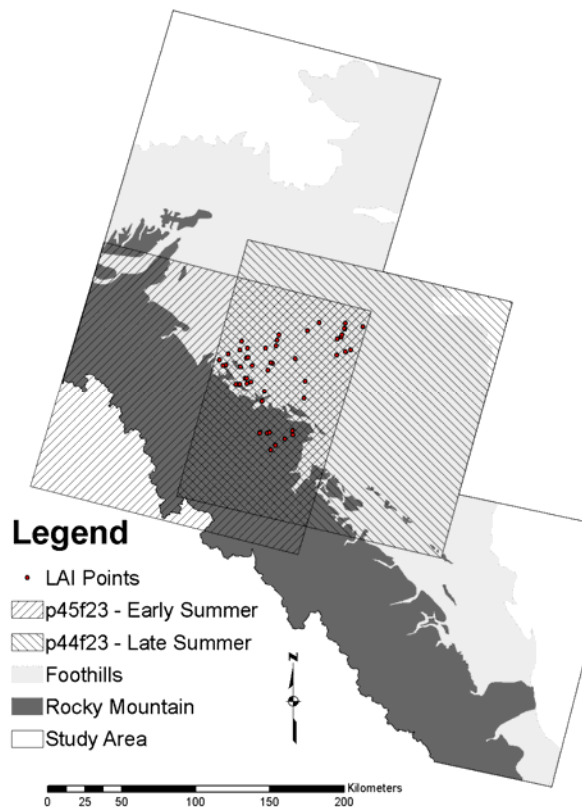 Legend
LAI Points
p45f23 - Early Summer
p44f23 - Late Summer
Foothills
Rocky Mountain
Study Area
N
Kilometers
0 25 50 100 150 200